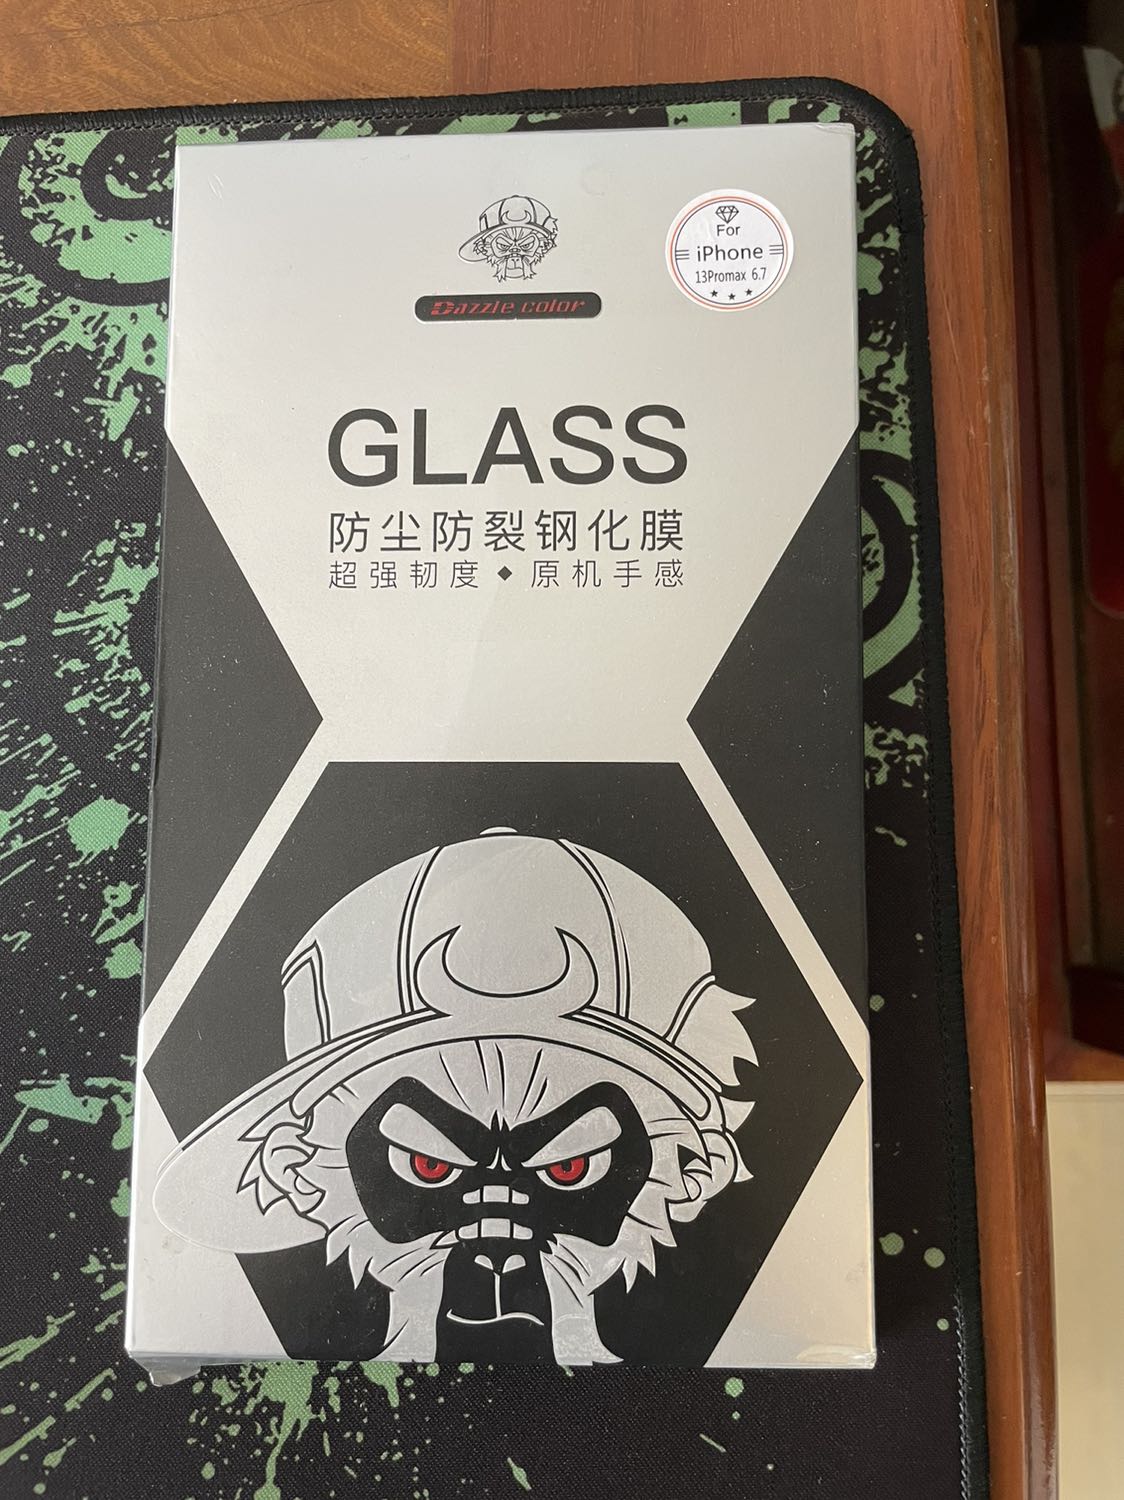 For
iPhone
13Promax 6.7
Dazzle color
GLASS
防尘防裂钢化膜
超强韧度◆原机手感